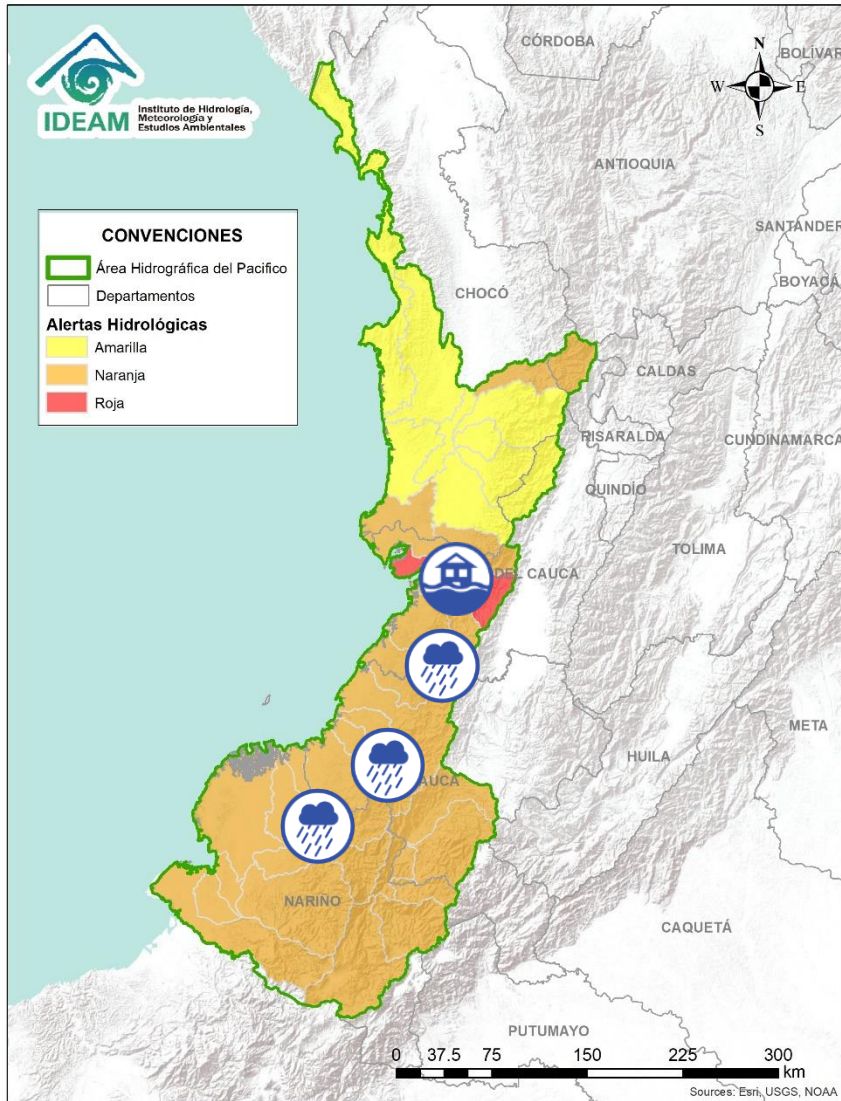 IDEAM
Instituto de Hidrología,
Meteorología y
Estudios Ambientales
N
W
E
S
CÓRDOBA
BOLÍVAR
ANTIOQUIA
SANTANDER
BOYACÁ
CHOCÓ
CALDAS
RISARALDA
CUNDINAMARCA
QUINDÍO
TOLIMA
DEL CAUCA
META
HUILA
AUCA
NARIÑO
CAQUETÁ
PUTUMAYO
CONVENCIONES
Área Hidrográfica del Pacifico
Departamentos
Alertas Hidrológicas
Amarilla
Naranja
Roja
0 37.5 75 150 225 300
km
Sources: Esri, USGS, NOAA